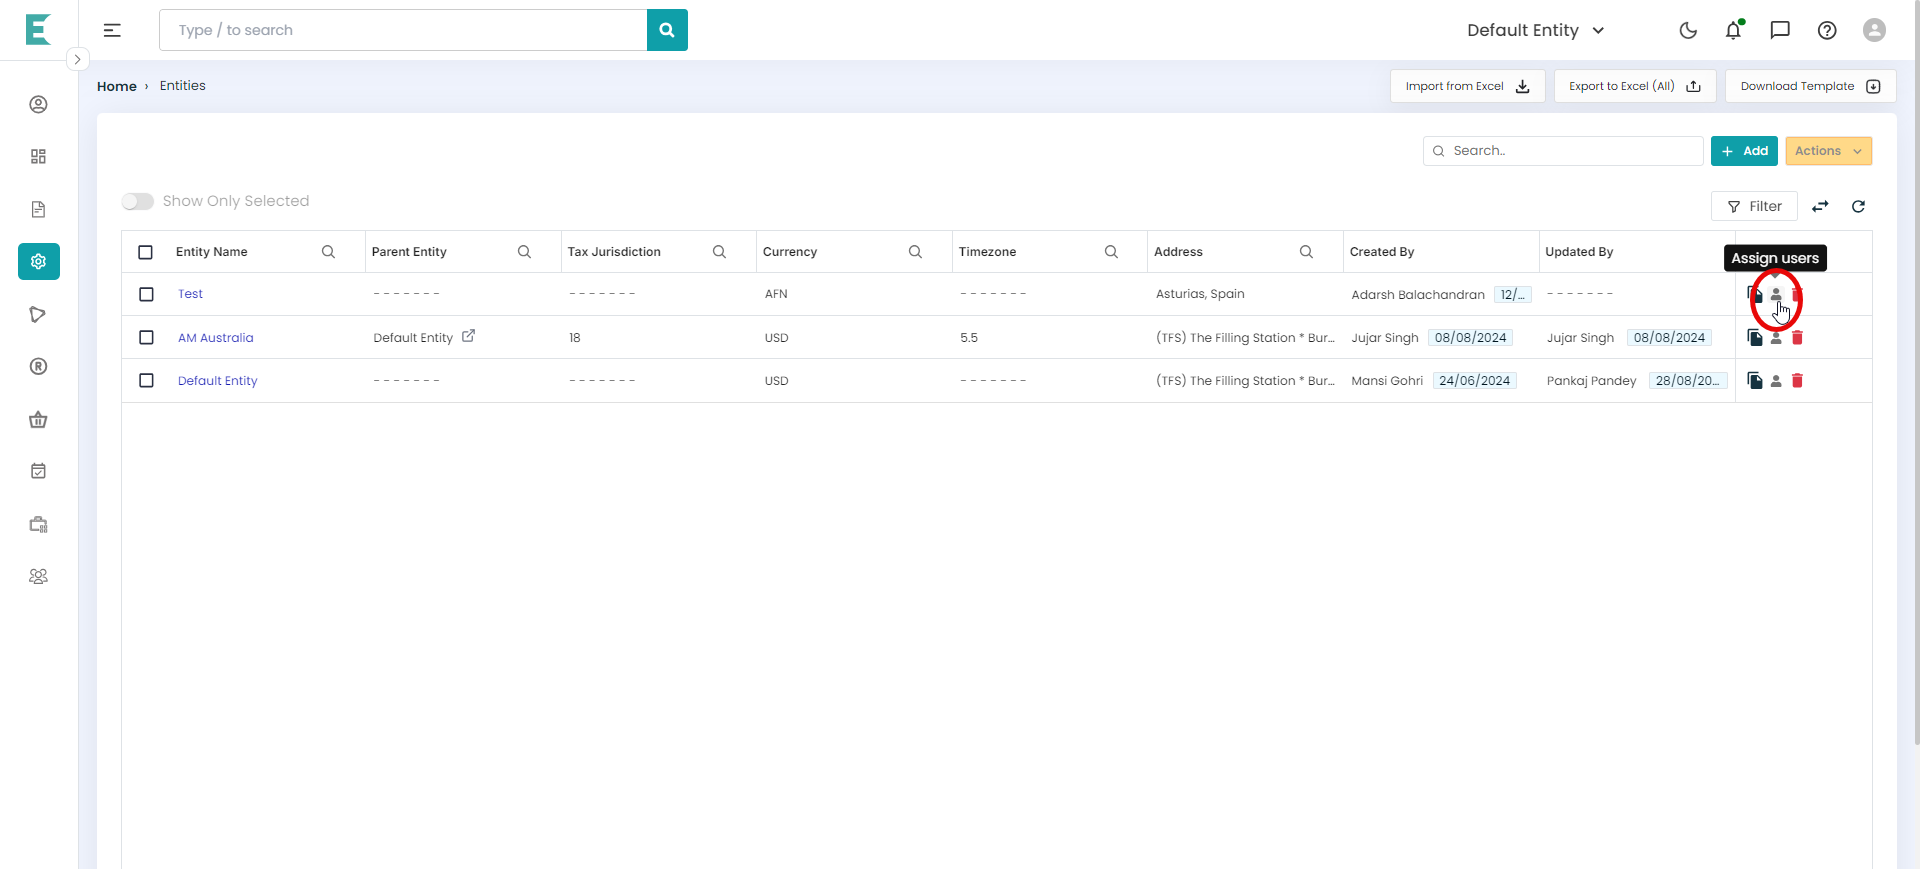 Type / to search
Default Entity
Home › Entities
Import from Excel
Export to Excel (All)
Download Template
Search..
+ Add
Actions
Show Only Selected
Filter
Entity Name Parent Entity Tax Jurisdiction Currency Timezone Address Created By Updated By
Assign users
Test ------- ------- AFN ------- Asturias, Spain Adarsh Balachandran 12/... -------
AM Australia Default Entity 18 USD 5.5 (TFS) The Filling Station * Bur... Jujar Singh 08/08/2024 Jujar Singh 08/08/2024
Default Entity ------- ------- USD ------- (TFS) The Filling Station * Bur... Mansi Gohri 24/06/2024 Pankaj Pandey 28/08/20...